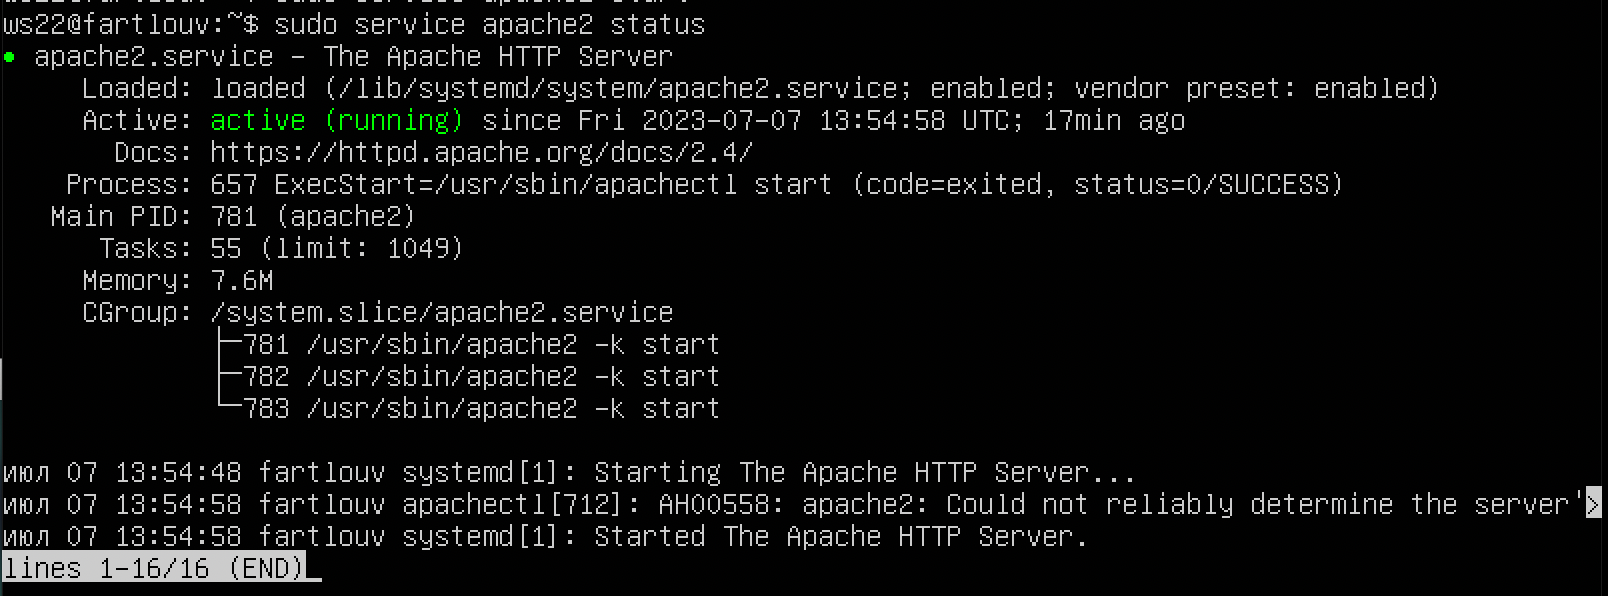 ws22@fartlouv:~$ sudo service apache2 status
● apache2.service - The Apache HTTP Server
     Loaded: loaded (/lib/systemd/system/apache2.service; enabled; vendor preset: enabled)
     Active: active (running) since Fri 2023-07-07 13:54:58 UTC; 17min ago
       Docs: https://httpd.apache.org/docs/2.4/
    Process: 657 ExecStart=/usr/sbin/apachectl start (code=exited, status=0/SUCCESS)
   Main PID: 781 (apache2)
      Tasks: 55 (limit: 1049)
     Memory: 7.6M
     CGroup: /system.slice/apache2.service
             ├─781 /usr/sbin/apache2 -k start
             ├─782 /usr/sbin/apache2 -k start
             └─783 /usr/sbin/apache2 -k start
июл 07 13:54:48 fartlouv systemd[1]: Starting The Apache HTTP Server...
июл 07 13:54:58 fartlouv apachectl[712]: AH00558: apache2: Could not reliably determine the server'>
июл 07 13:54:58 fartlouv systemd[1]: Started The Apache HTTP Server.
lines 1-16/16 (END)